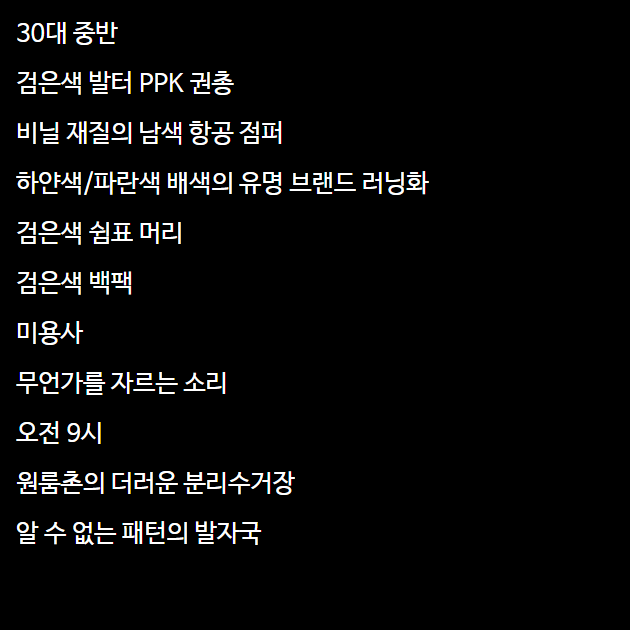 30대 중반
검은색 발터 PPK 권총
비닐 재질의 남색 항공 점퍼
하얀색/파란색 배색의 유명 브랜드 러닝화
검은색 쉼표 머리
검은색 백팩
미용사
무언가를 자르는 소리
오전 9시
원룸촌의 더러운 분리수거장
알 수 없는 패턴의 발자국